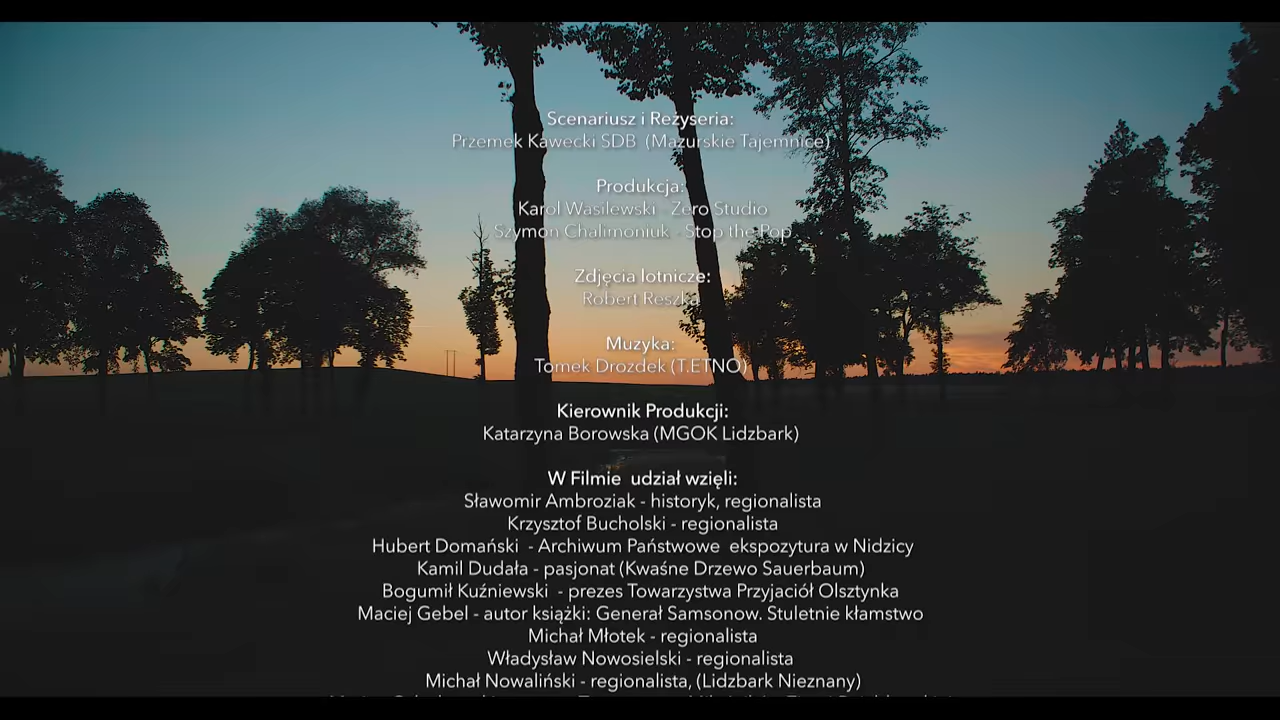 Scenariusz i Reżyseria:
Przemek Kawecki SDB (Mazurskie Tajemnice)
Produkcja:
Karol Wasilewski - Zero Studio
Szymon Chalimoniuk - Stop the Pop
Zdjęcia lotnicze:
Robert Reszka
Muzyka:
Tomek Drozdek (T.ETNO)
Kierownik Produkcji:
Katarzyna Borowska (MGOK Lidzbark)
W Filmie udział wzięli:
Sławomir Ambroziak - historyk, regionalista
Krzysztof Bucholski - regionalista
Hubert Domański - Archiwum Państwowe ekspozytura w Nidzicy
Kamil Dudała - pasjonat (Kwaśne Drzewo Sauerbaum)
Bogumił Kuźniewski - prezes Towarzystwa Przyjaciół Olsztynka
Maciej Gebel - autor książki: Generał Samsonow. Stuletnie kłamstwo
Michał Młotek - regionalista
Władysław Nowosielski - regionalista
Michał Nowaliński - regionalista, (Lidzbark Nieznany)